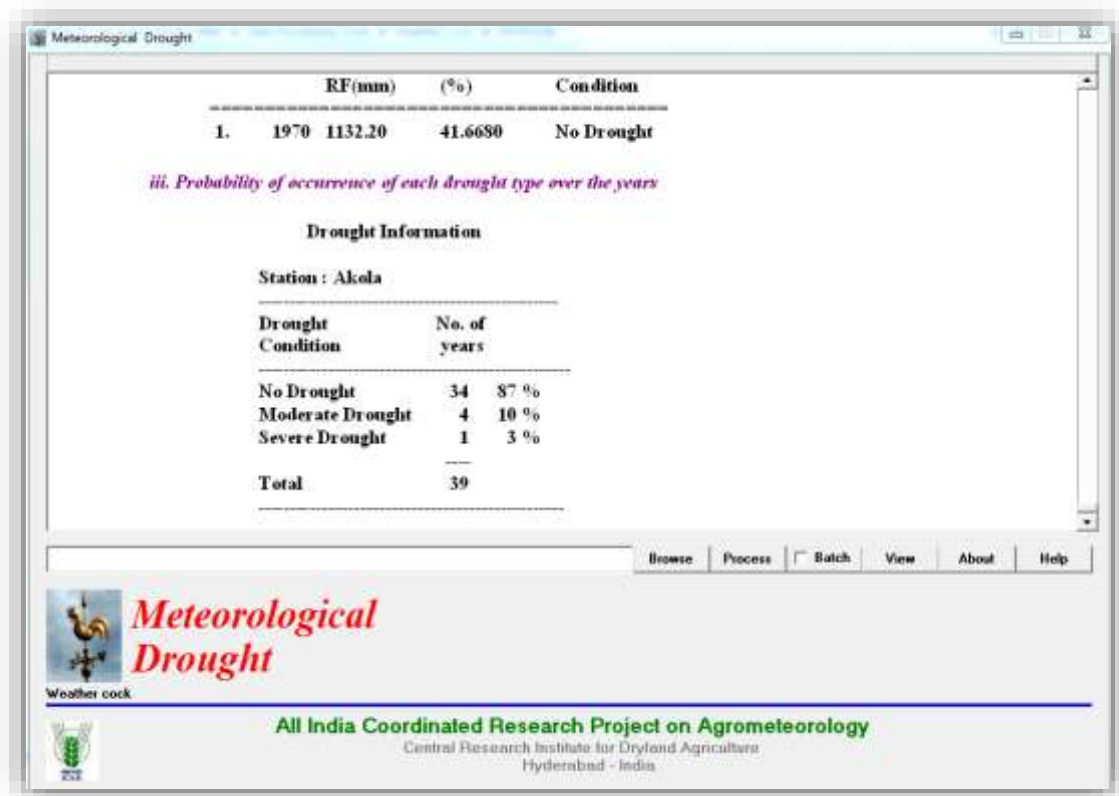 Meteorological Drought
RF(mm) (%) Condition
==========================================
1. 1970 1132.20 41.6680 No Drought
iii. Probability of occurrence of each drought type over the years
Drought Information
Station : Akola
--------------------------------------------------
Drought No. of
Condition years
----------------------------------------------------
No Drought 34 87 %
Moderate Drought 4 10 %
Severe Drought 1 3 %
----
Total 39
---------------------------------------------------
Browse Process Batch View About Help
Meteorological
Drought
Weather cock
All India Coordinated Research Project on Agrometeorology
Central Research Institute for Dryland Agriculture
Hyderabad - India